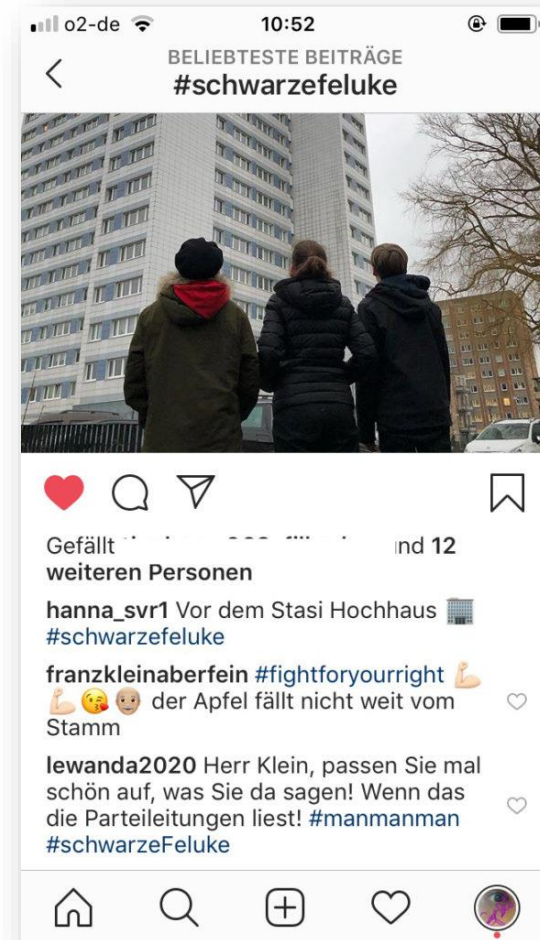 o2-de
10:52
BELIEBTESTE BEITRÄGE
#schwarzefeluke
Gefällt nd 12
weiteren Personen
hanna_svr1 Vor dem Stasi Hochhaus
#schwarzefeluke
franzkleinaberfein #fightforyourright
der Apfel fällt nicht weit vom
Stamm
lewanda2020 Herr Klein, passen Sie mal
schön auf, was Sie da sagen! Wenn das
die Parteileitungen liest! #manmanman
#schwarzeFeluke